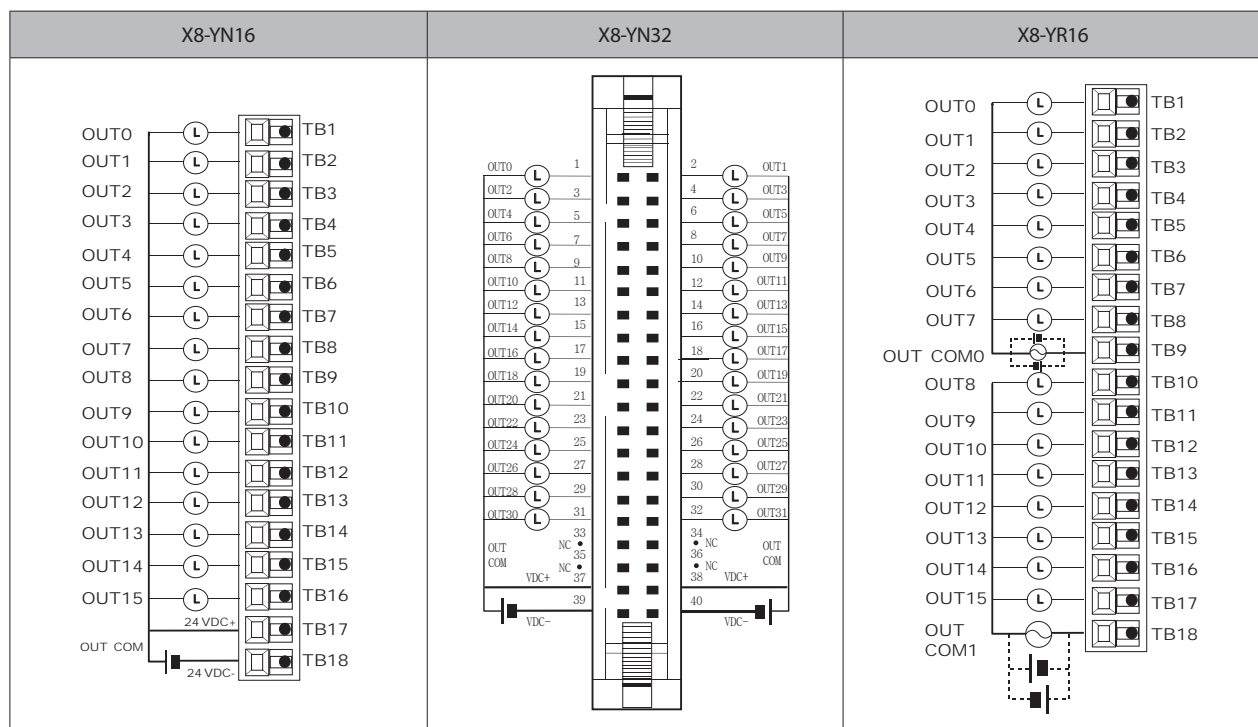 X8-YN16
X8-YN32
X8-YR16
OUT0 L TB1
OUT1 L TB2
OUT2 L TB3
OUT3 L TB4
OUT4 L TB5
OUT5 L TB6
OUT6 L TB7
OUT7 L TB8
OUT8 L TB9
OUT9 L TB10
OUT10 L TB11
OUT11 L TB12
OUT12 L TB13
OUT13 L TB14
OUT14 L TB15
OUT15 L TB16
24 VDC+ TB17
OUT COM
24 VDC- TB18
OUT0 L 1 2 L OUT1
OUT2 L 3 4 L OUT3
OUT4 L 5 6 L OUT5
OUT6 L 7 8 L OUT7
OUT8 L 9 10 L OUT9
OUT10 L 11 12 L OUT11
OUT12 L 13 14 L OUT13
OUT14 L 15 16 L OUT15
OUT16 L 17 18 L OUT17
OUT18 L 19 20 L OUT19
OUT20 L 21 22 L OUT21
OUT22 L 23 24 L OUT23
OUT24 L 25 26 L OUT25
OUT26 L 27 28 L OUT27
OUT28 L 29 30 L OUT29
OUT30 L 31 32 L OUT31
33 34
OUT NC NC OUT
35 36
COM NC NC COM
VDC+ 37 38 VDC+
39 40
VDC- VDC-
OUT0 L TB1
OUT1 L TB2
OUT2 L TB3
OUT3 L TB4
OUT4 L TB5
OUT5 L TB6
OUT6 L TB7
OUT7 L TB8
OUT COM0 TB9
OUT8 L TB10
OUT9 L TB11
OUT10 L TB12
OUT11 L TB13
OUT12 L TB14
OUT13 L TB15
OUT14 L TB16
OUT15 L TB17
OUT TB18
COM1